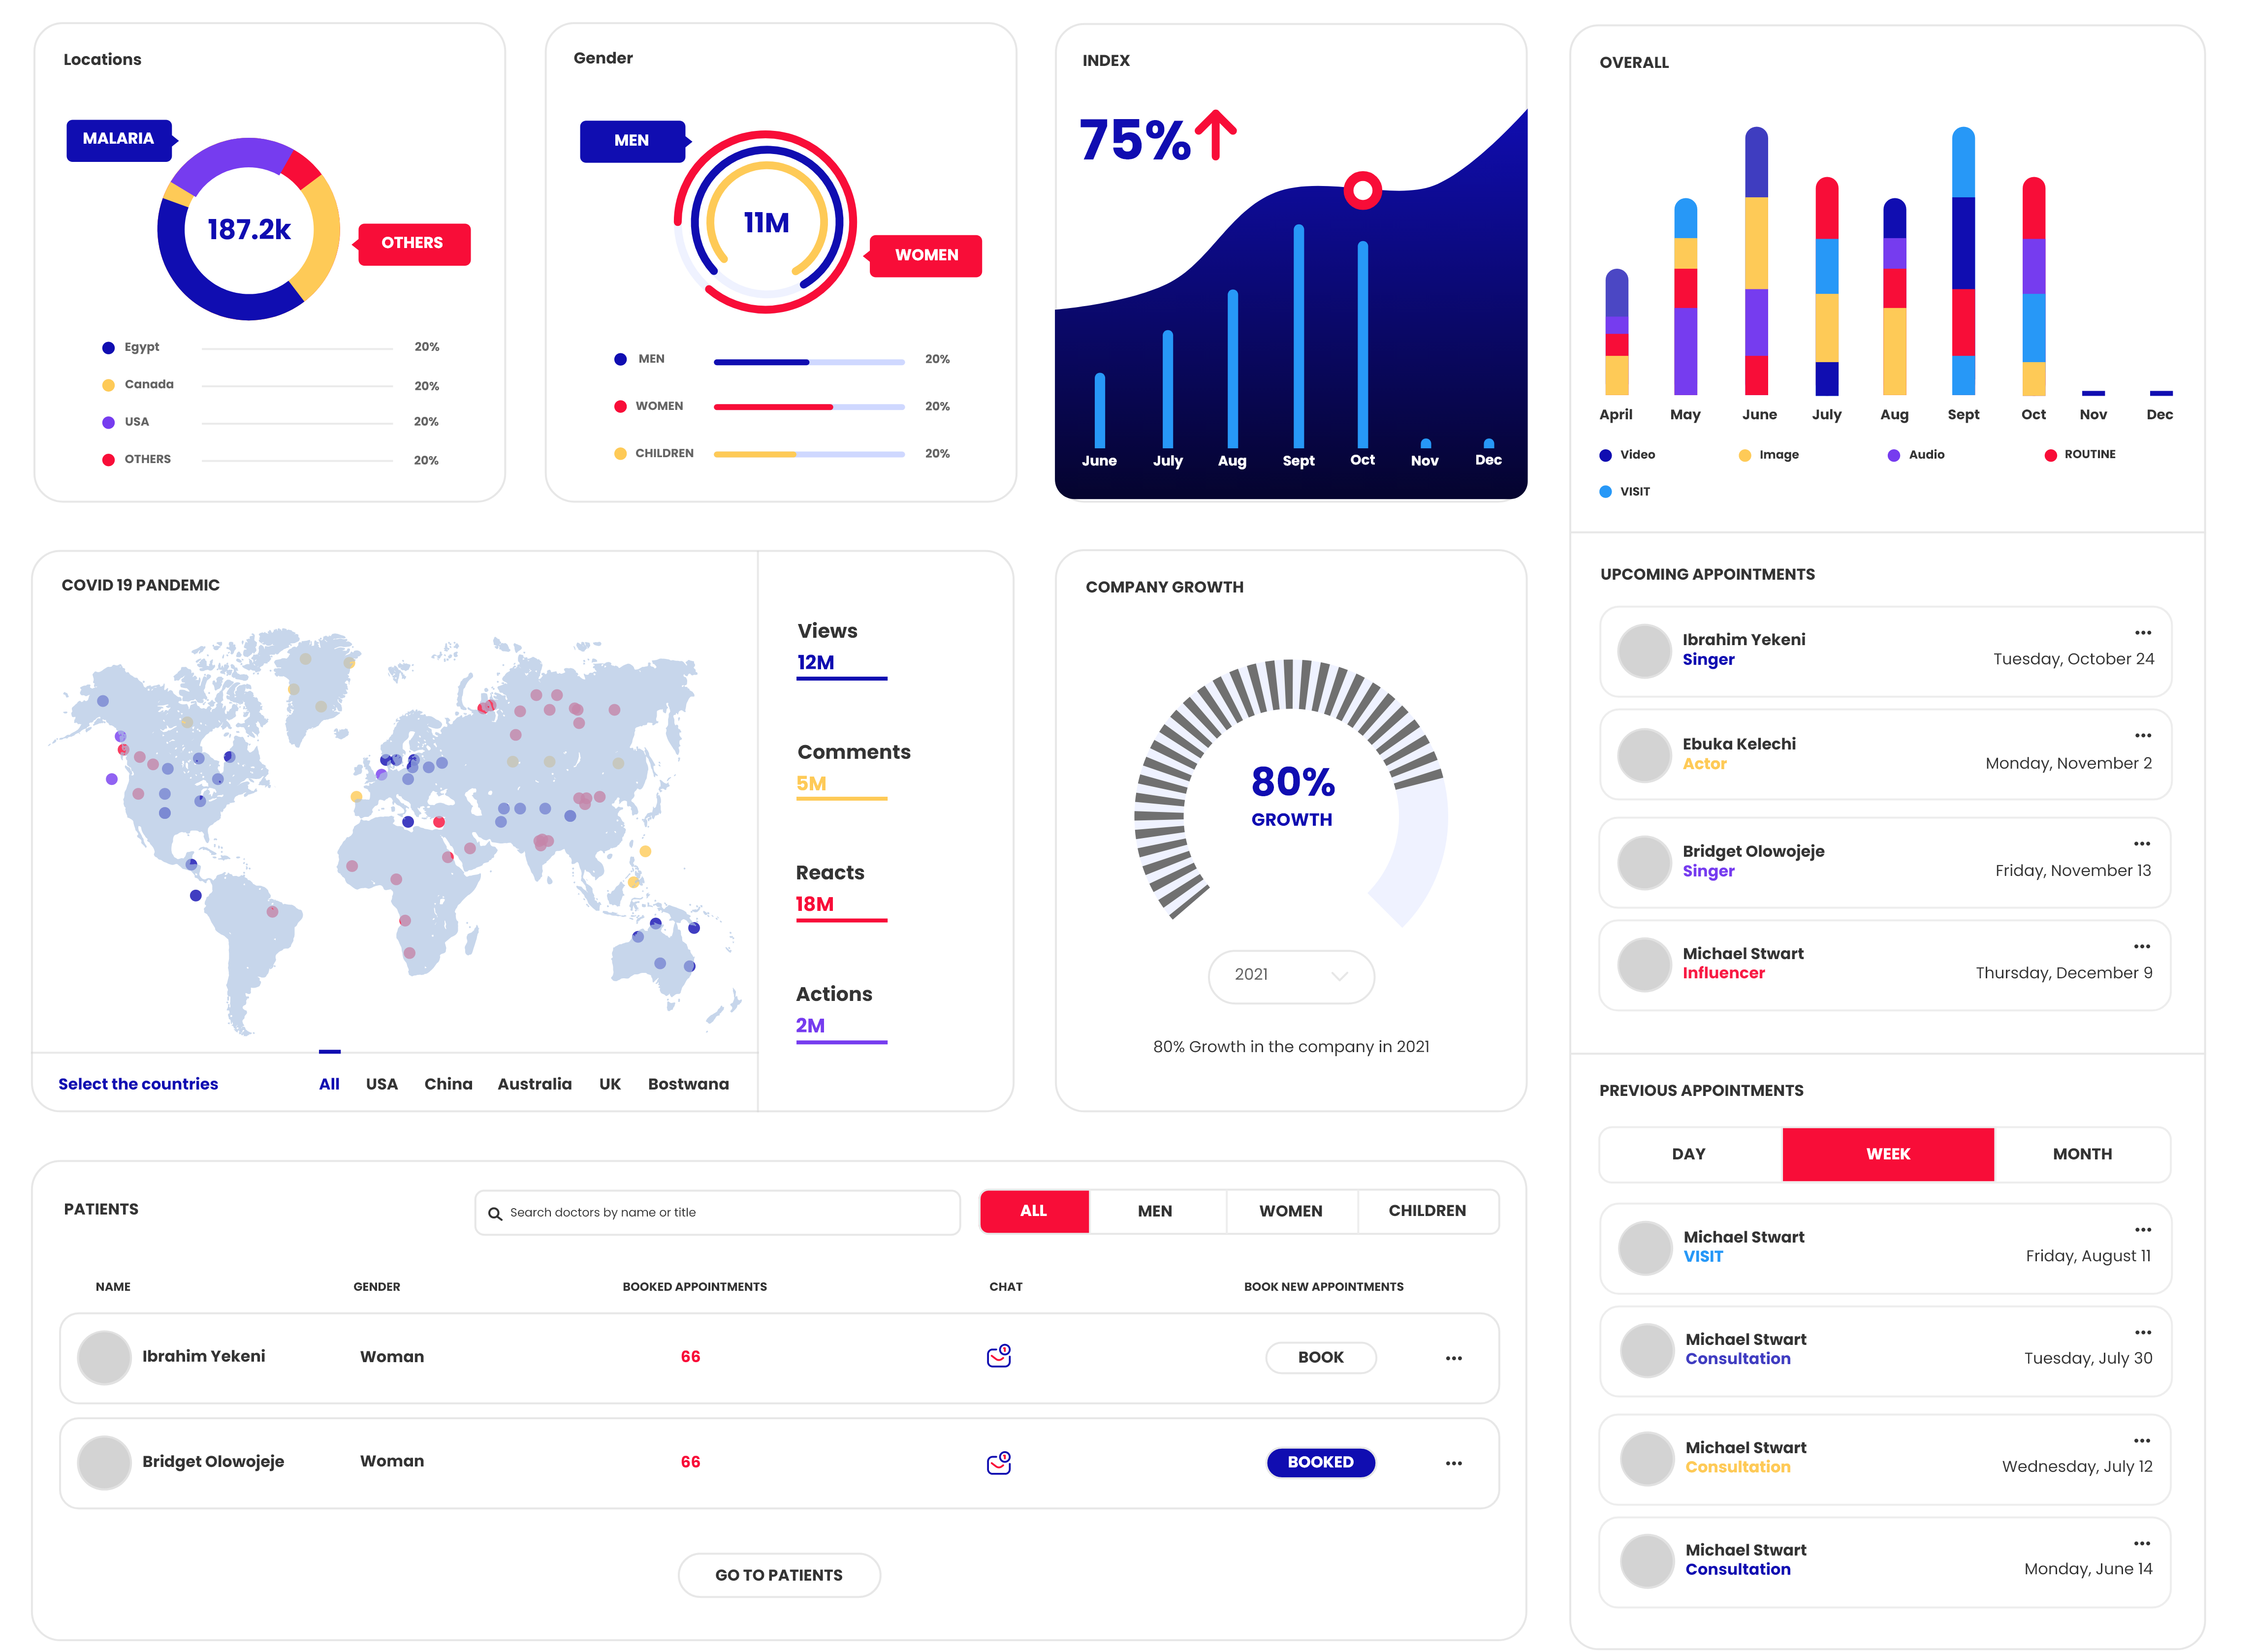 Locations
MALARIA
187.2k
OTHERS
Egypt 20%
Canada 20%
USA 20%
OTHERS 20%
Gender
MEN
11M
WOMEN
MEN 20%
WOMEN 20%
CHILDREN 20%
INDEX
75%
June July Aug Sept Oct Nov Dec
OVERALL
April May June July Aug Sept Oct Nov Dec
Video Image Audio ROUTINE
VISIT
COVID 19 PANDEMIC
Select the countries All USA China Australia UK Bostwana
Views
12M
Comments
5M
Reacts
18M
Actions
2M
COMPANY GROWTH
80%
GROWTH
2021
80% Growth in the company in 2021
UPCOMING APPOINTMENTS
Ibrahim Yekeni
Singer
Tuesday, October 24
Ebuka Kelechi
Actor
Monday, November 2
Bridget Olowojeje
Singer
Friday, November 13
Michael Stwart
Influencer
Thursday, December 9
PREVIOUS APPOINTMENTS
DAY WEEK MONTH
Michael Stwart
VISIT
Friday, August 11
Michael Stwart
Consultation
Tuesday, July 30
Michael Stwart
Consultation
Wednesday, July 12
Michael Stwart
Consultation
Monday, June 14
PATIENTS
Search doctors by name or title
ALL MEN WOMEN CHILDREN
NAME GENDER BOOKED APPOINTMENTS CHAT BOOK NEW APPOINTMENTS
Ibrahim Yekeni Woman 66 BOOK
Bridget Olowojeje Woman 66 BOOKED
GO TO PATIENTS